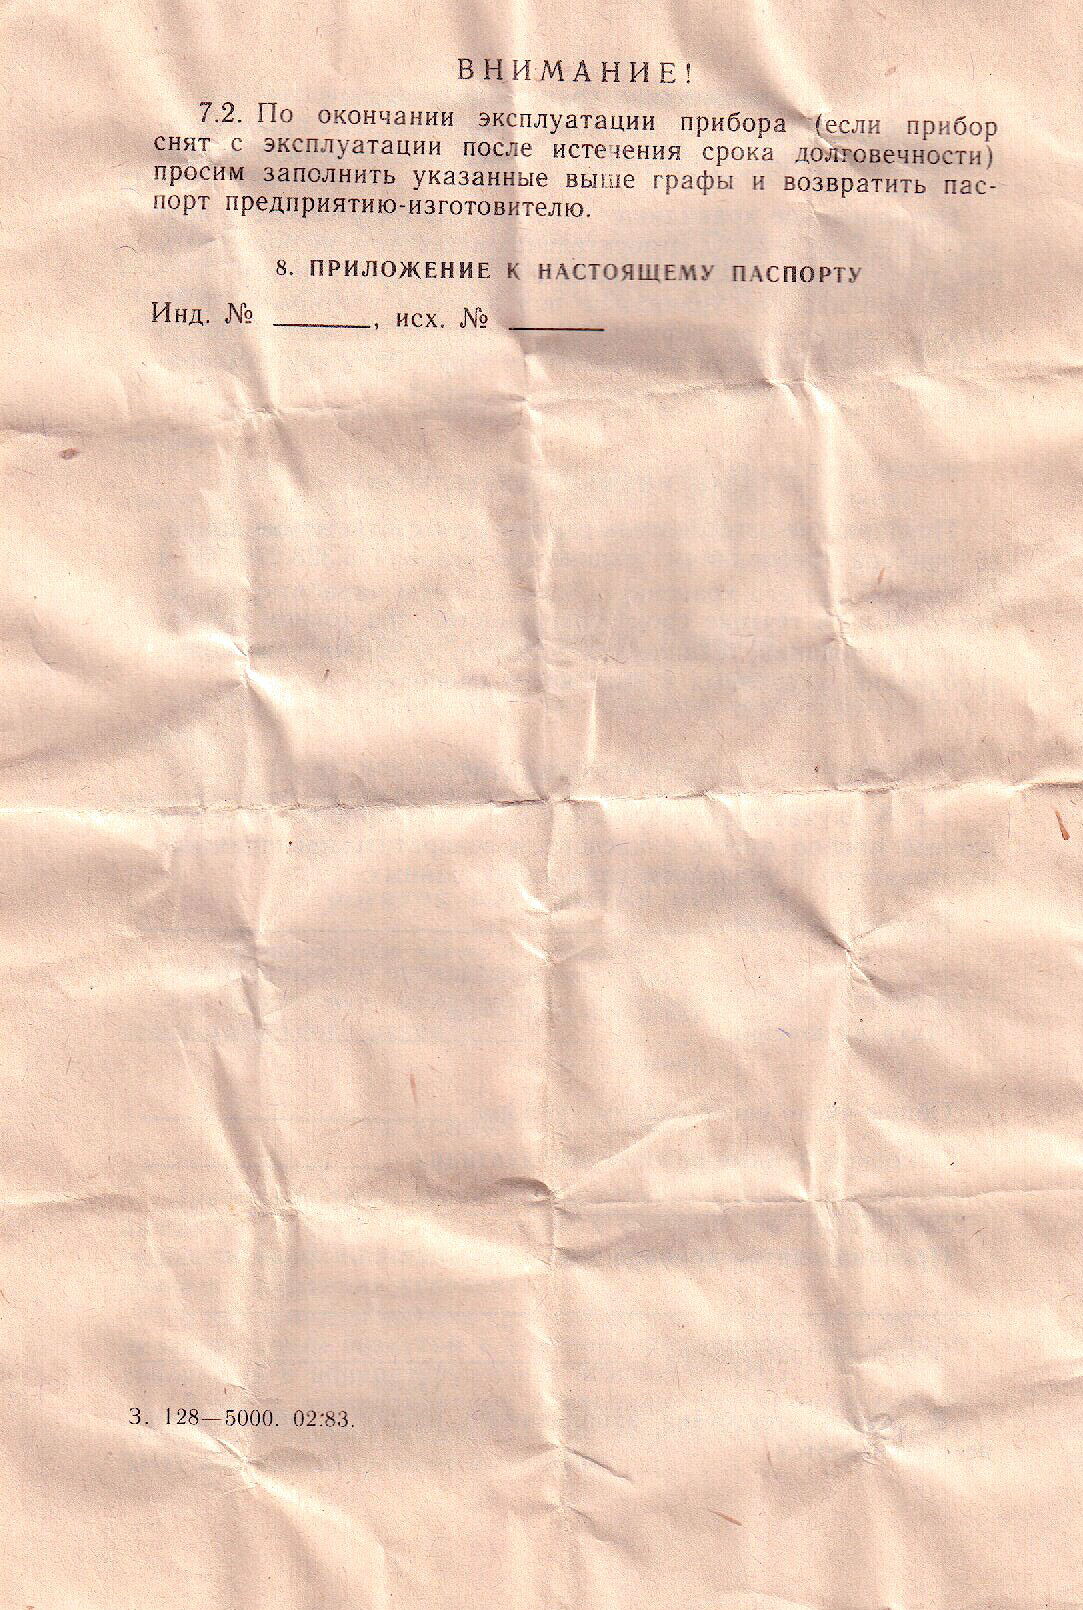 ВНИМАНИЕ!
7.2. По окончании эксплуатации прибора (если прибор
снят с эксплуатации после истечения срока долговечности)
просим заполнить указанные выше графы и возвратить пас-
порт предприятию-изготовителю.
8. ПРИЛОЖЕНИЕ К НАСТОЯЩЕМУ ПАСПОРТУ
Инд. № ______, исх. № ______
З. 128—5000. 02.83.